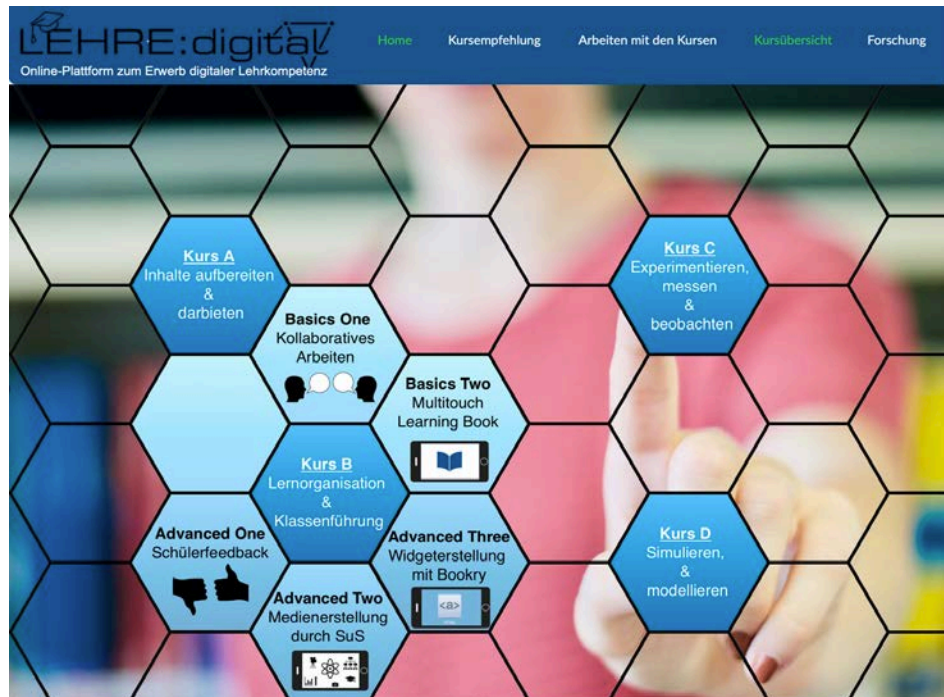 LEHRE:digital
Online-Plattform zum Erwerb digitaler Lehrkompetenz
Home
Kursempfehlung
Arbeiten mit den Kursen
Kursübersicht
Forschung
Kurs A
Inhalte aufbereiten
&
darbieten
Basics One
Kollaboratives
Arbeiten
Basics Two
Multitouch
Learning Book
Kurs B
Lernorganisation
&
Klassenführung
Advanced One
Schülerfeedback
Advanced Two
Medienerstellung
durch SuS
Advanced Three
Widgeterstellung
mit Bookry
<a>
Kurs C
Experimentieren,
messen
&
beobachten
Kurs D
Simulieren,
&
modellieren